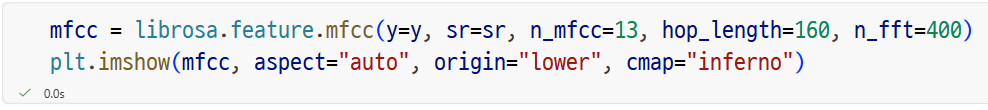 mfcc = librosa.feature.mfcc(y=y, sr=sr, n_mfcc=13, hop_length=160, n_fft=400)
plt.imshow(mfcc, aspect="auto", origin="lower", cmap="inferno")
0.0s